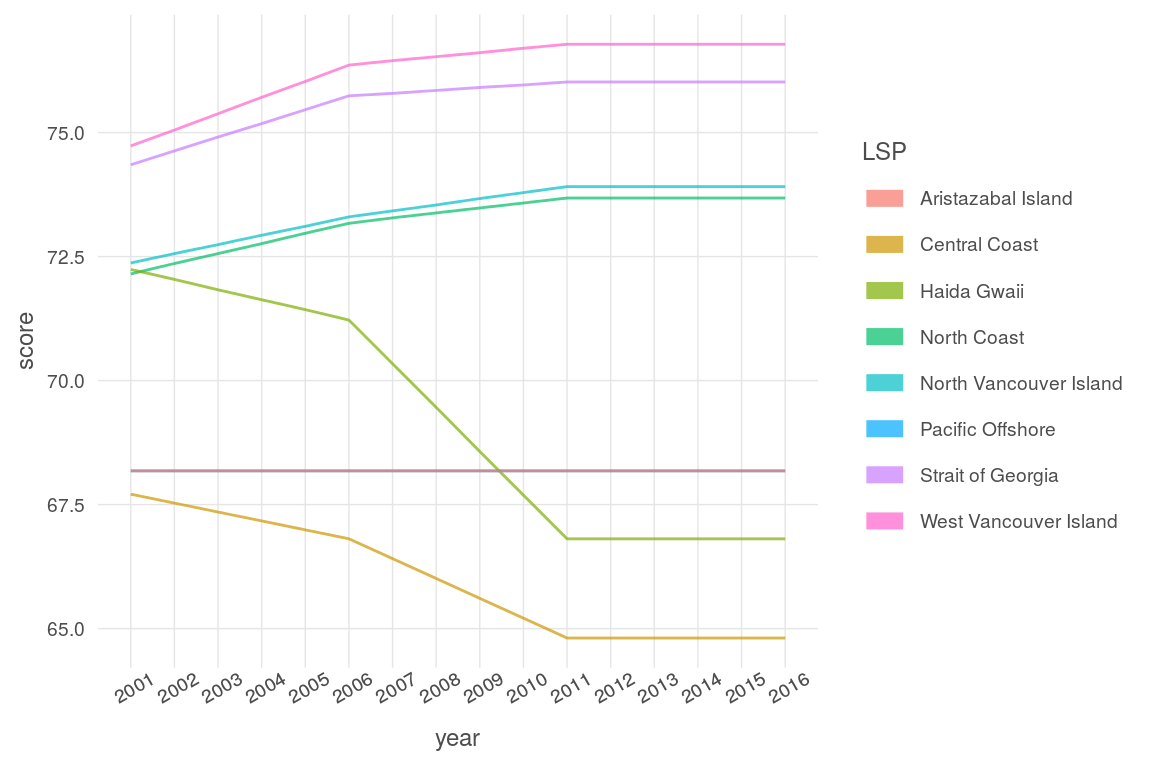 75.0
72.5
70.0
67.5
65.0
score
2001 2002 2003 2004 2005 2006 2007 2008 2009 2010 2011 2012 2013 2014 2015 2016
year
LSP
Aristazabal Island
Central Coast
Haida Gwaii
North Coast
North Vancouver Island
Pacific Offshore
Strait of Georgia
West Vancouver Island